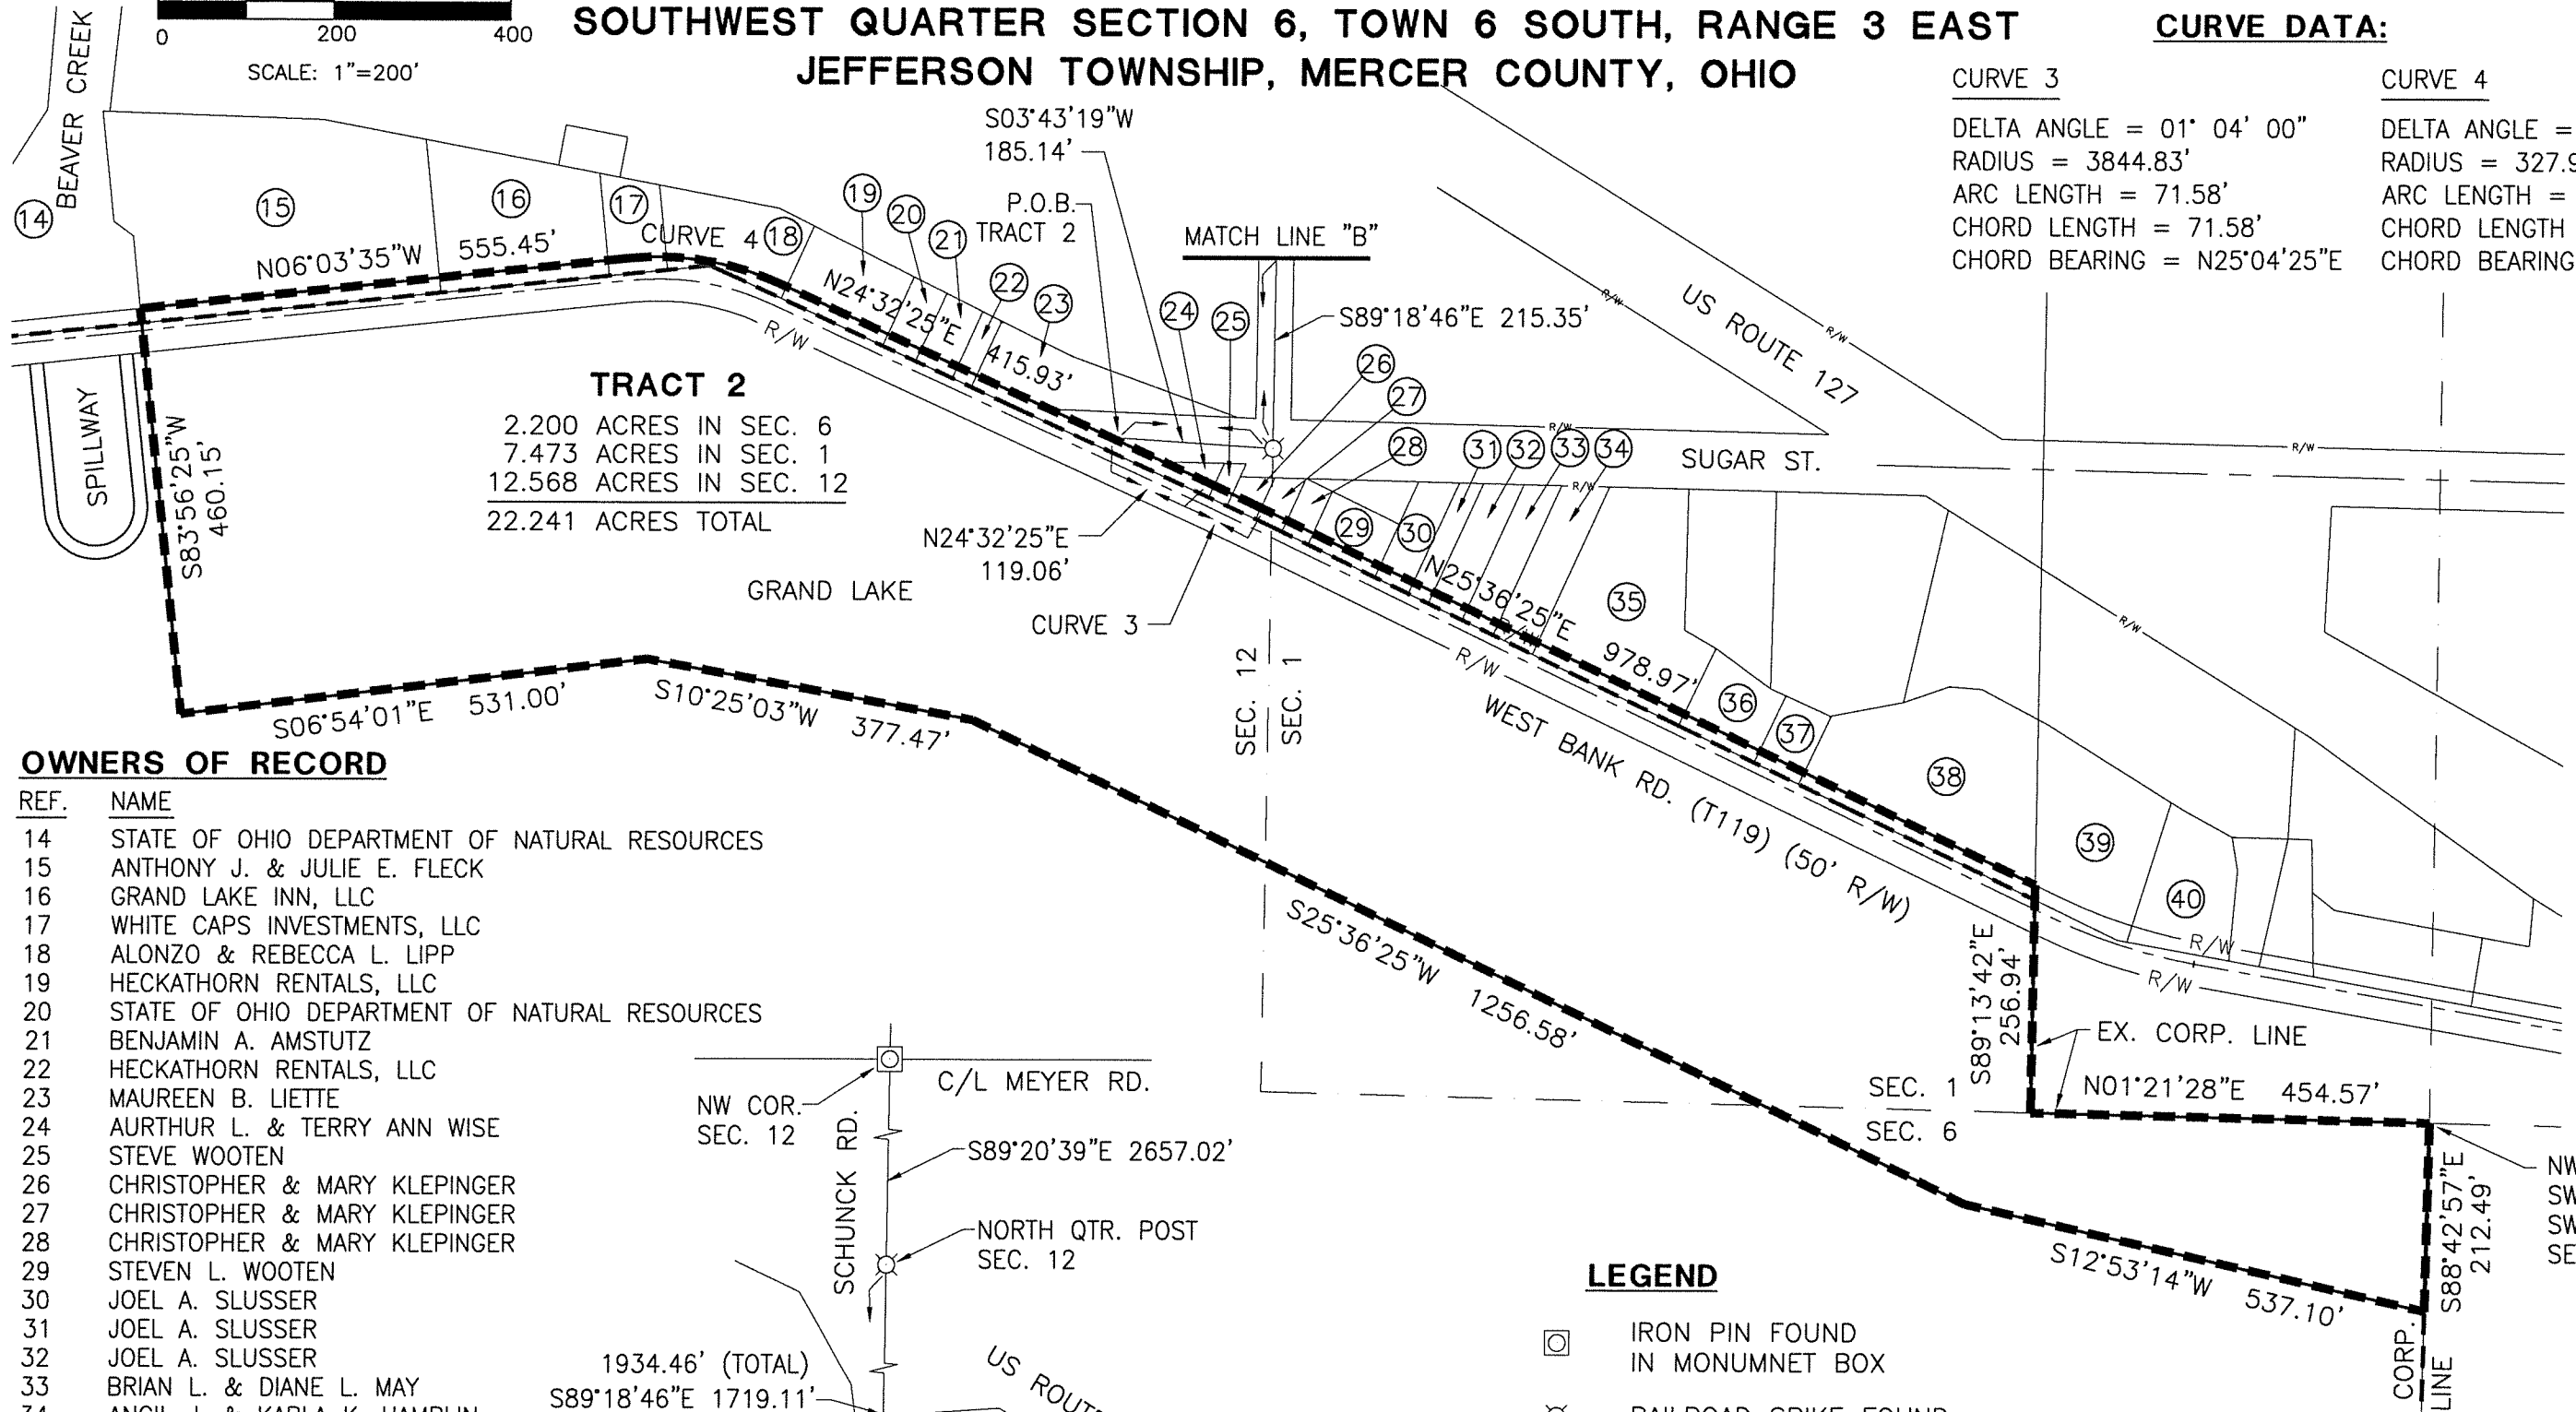 0 200 400
SCALE: 1"=200'
SOUTHWEST QUARTER SECTION 6, TOWN 6 SOUTH, RANGE 3 EAST
JEFFERSON TOWNSHIP, MERCER COUNTY, OHIO
CURVE DATA:
CURVE 3
DELTA ANGLE = 01° 04' 00"
RADIUS = 3844.83'
ARC LENGTH = 71.58'
CHORD LENGTH = 71.58'
CHORD BEARING = N25°04'25"E
CURVE 4
DELTA ANGLE =
RADIUS = 327.9
ARC LENGTH =
CHORD LENGTH
CHORD BEARING
BEAVER CREEK
14
15
16
17
CURVE 4
18
19
20
21
22
23
24
25
26
27
28
29
30
31
32
33
34
35
36
37
38
39
40
S03°43'19"W
185.14'
P.O.B.
TRACT 2
MATCH LINE "B"
S89°18'46"E 215.35'
US ROUTE 127
R/W
R/W
R/W
R/W
R/W
R/W
SUGAR ST.
N06°03'35"W 555.45'
N24°32'25"E
415.93'
R/W
SPILLWAY
S83°56'25"W
460.15'
TRACT 2
2.200 ACRES IN SEC. 6
7.473 ACRES IN SEC. 1
12.568 ACRES IN SEC. 12
22.241 ACRES TOTAL
GRAND LAKE
N24°32'25"E
119.06'
CURVE 3
N25°36'25"E
978.97'
R/W
R/W
WEST BANK RD. (T119) (50' R/W)
SEC. 12
SEC. 1
S06°54'01"E 531.00'
S10°25'03"W 377.47'
S25°36'25"W 1256.58'
S89°13'42"E
256.94'
R/W
R/W
EX. CORP. LINE
SEC. 1
SEC. 6
N01°21'28"E 454.57'
NW
SW
SW
SE
S88°42'57"E
212.49'
S12°53'14"W 537.10'
CORP.
LINE
OWNERS OF RECORD
REF. NAME
14 STATE OF OHIO DEPARTMENT OF NATURAL RESOURCES
15 ANTHONY J. & JULIE E. FLECK
16 GRAND LAKE INN, LLC
17 WHITE CAPS INVESTMENTS, LLC
18 ALONZO & REBECCA L. LIPP
19 HECKATHORN RENTALS, LLC
20 STATE OF OHIO DEPARTMENT OF NATURAL RESOURCES
21 BENJAMIN A. AMSTUTZ
22 HECKATHORN RENTALS, LLC
23 MAUREEN B. LIETTE
24 AURTHUR L. & TERRY ANN WISE
25 STEVE WOOTEN
26 CHRISTOPHER & MARY KLEPINGER
27 CHRISTOPHER & MARY KLEPINGER
28 CHRISTOPHER & MARY KLEPINGER
29 STEVEN L. WOOTEN
30 JOEL A. SLUSSER
31 JOEL A. SLUSSER
32 JOEL A. SLUSSER
33 BRIAN L. & DIANE L. MAY
34 & KARLA K.
C/L MEYER RD.
NW COR.
SEC. 12
SCHUNCK RD.
S89°20'39"E 2657.02'
NORTH QTR. POST
SEC. 12
1934.46' (TOTAL)
S89°18'46"E 1719.11'
US ROUTE
LEGEND
IRON PIN FOUND
IN MONUMNET BOX
RAILROAD SPIKE FOUND